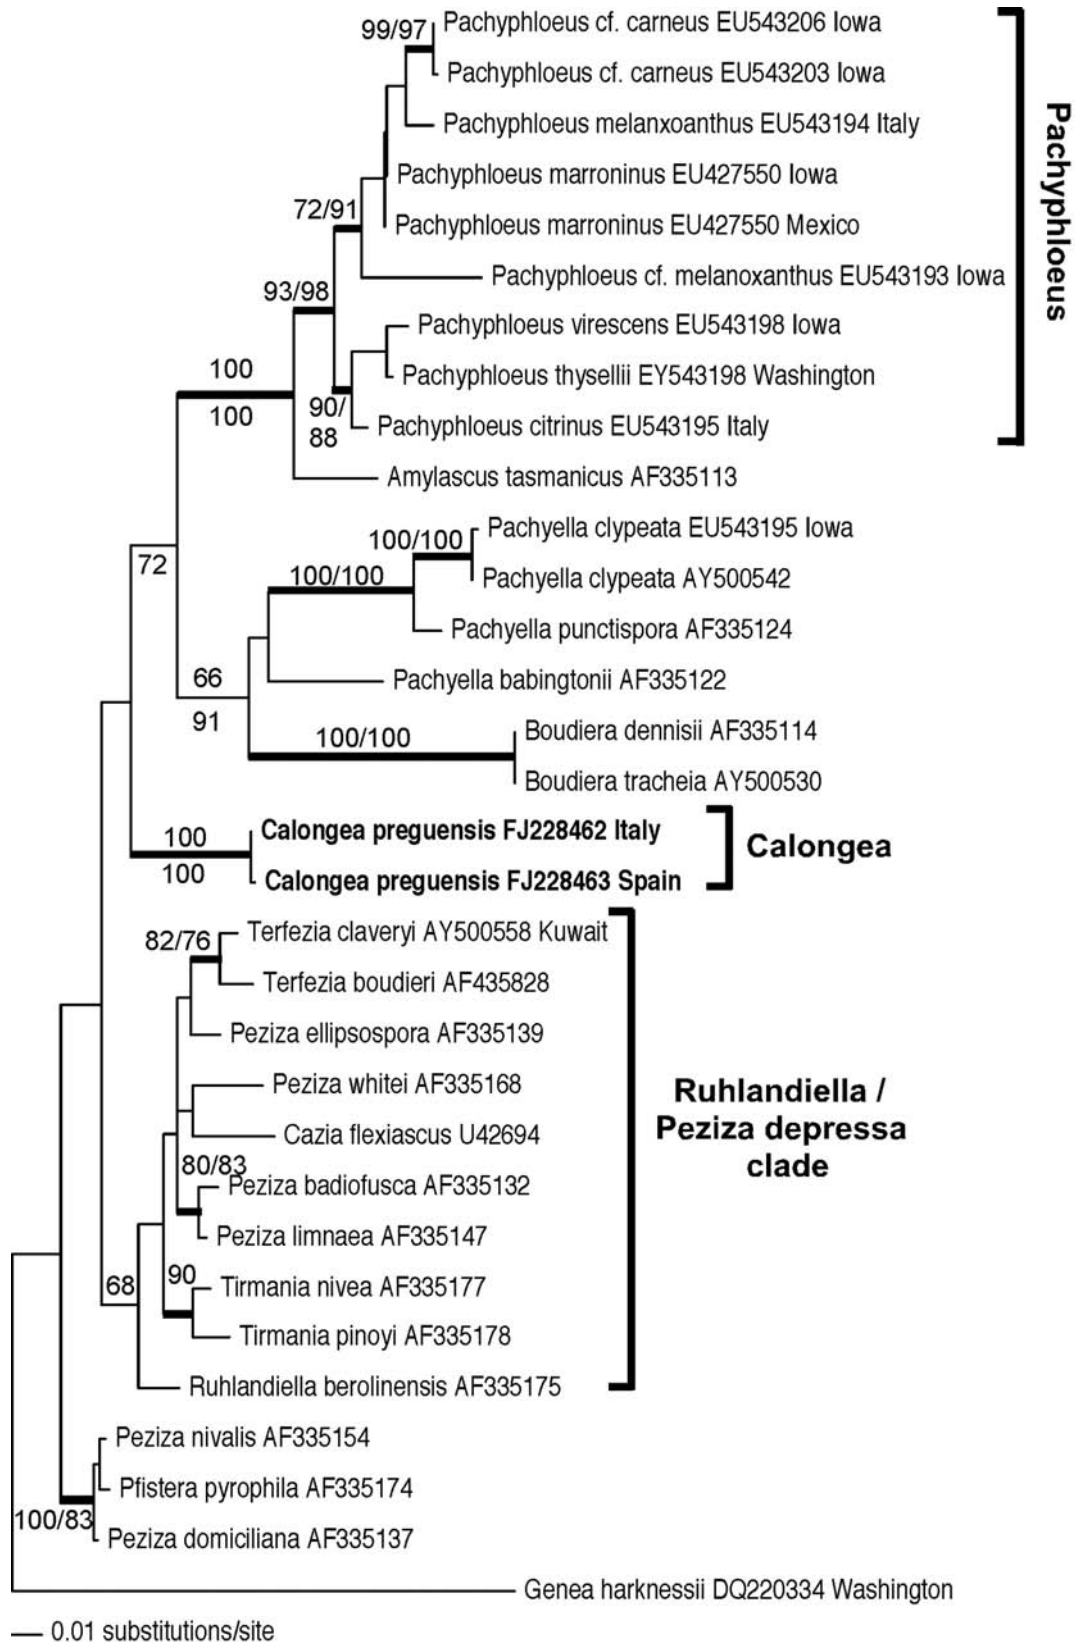 99/97
Pachyphloeus cf. carneus EU543206 Iowa
Pachyphloeus cf. carneus EU543203 Iowa
Pachyphloeus melanxoanthus EU543194 Italy
Pachyphloeus marroninus EU427550 Iowa
72/91
Pachyphloeus marroninus EU427550 Mexico
Pachyphloeus cf. melanoxanthus EU543193 Iowa
93/98
Pachyphloeus virescens EU543198 Iowa
100
Pachyphloeus thysellii EY543198 Washington
100
90/
88
Pachyphloeus citrinus EU543195 Italy
Pachyphloeus
Amylascus tasmanicus AF335113
Pachyella clypeata EU543195 Iowa
100/100
72
100/100
Pachyella clypeata AY500542
Pachyella punctispora AF335124
66
Pachyella babingtonii AF335122
91
100/100
Boudiera dennisii AF335114
Boudiera tracheia AY500530
100
Calongea preguensis FJ228462 Italy
Calongea
100
Calongea preguensis FJ228463 Spain
82/76
Terfezia claveryi AY500558 Kuwait
Terfezia boudieri AF435828
Peziza ellipsospora AF335139
Peziza whitei AF335168
Ruhlandiella /
Peziza depressa
clade
Cazia flexiascus U42694
80/83
Peziza badiofusca AF335132
Peziza limnaea AF335147
68
90
Tirmania nivea AF335177
Tirmania pinoyi AF335178
Ruhlandiella berolinensis AF335175
Peziza nivalis AF335154
Pfistera pyrophila AF335174
100/83
Peziza domiciliana AF335137
Genea harknessii DQ220334 Washington
0.01 substitutions/site